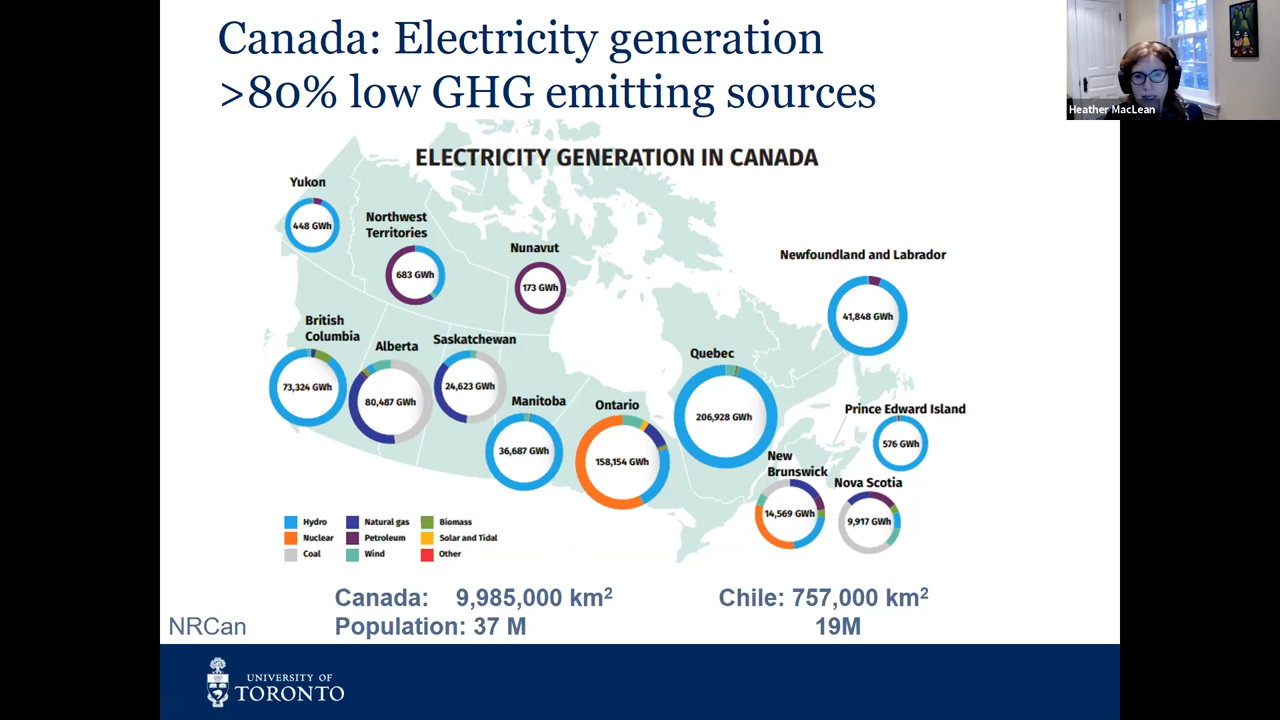 Canada: Electricity generation
>80% low GHG emitting sources
Heather MacLean
ELECTRICITY GENERATION IN CANADA
Yukon
448 GWh
Northwest
Territories
683 GWh
Nunavut
173 GWh
Newfoundland and Labrador
41,848 GWh
British
Columbia
73,324 GWh
Alberta
80,487 GWh
Saskatchewan
24,623 GWh
Manitoba
36,687 GWh
Ontario
158,154 GWh
Quebec
206,928 GWh
Prince Edward Island
576 GWh
New
Brunswick
14,569 GWh
Nova Scotia
9,917 GWh
Hydro
Nuclear
Coal
Natural gas
Petroleum
Wind
Biomass
Solar and Tidal
Other
Canada: 9,985,000 km²
Population: 37 M
Chile: 757,000 km²
19M
NRCan
UNIVERSITY OF
TORONTO